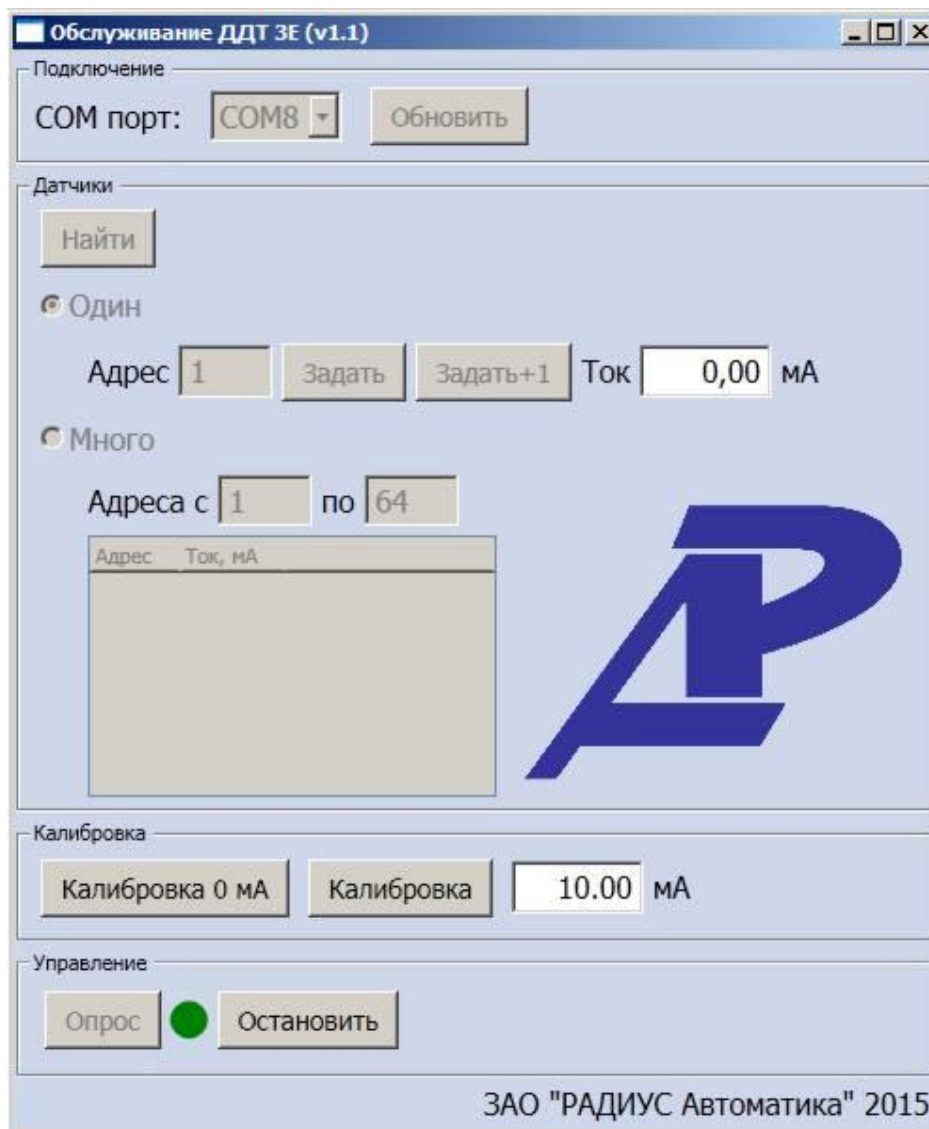 Обслуживание ДДТ ЗЕ (v1.1)
Подключение
COM порт: COM8 Обновить
Датчики
Найти
Один
Адрес 1 Задать Задать+1 Ток 0,00 мА
Много
Адреса с 1 по 64
Адрес Ток, мА
Калибровка
Калибровка 0 мА Калибровка 10.00 мА
Управление
Опрос Остановить
ЗАО "РАДИУС Автоматика" 2015